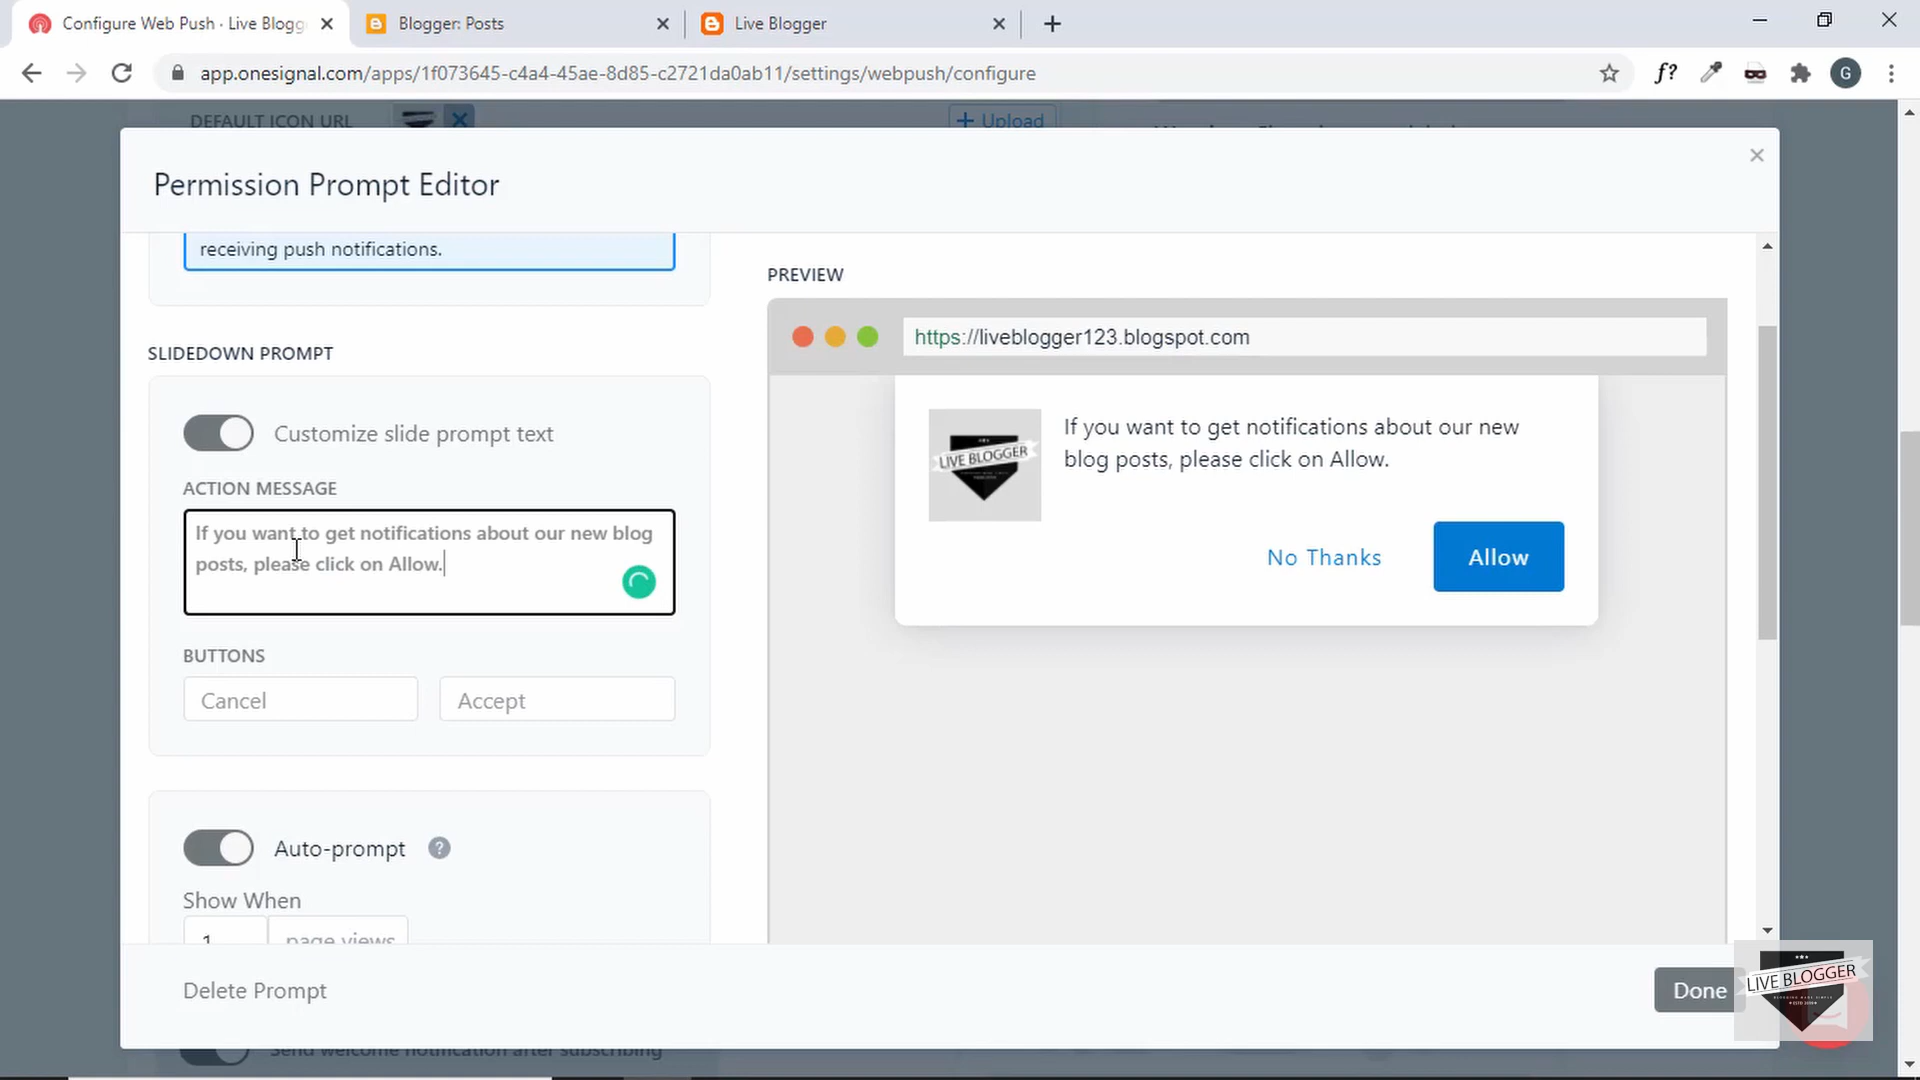 Configure Web Push · Live Blogg
Blogger: Posts
Live Blogger
app.onesignal.com/apps/1f073645-c4a4-45ae-8d85-c2721da0ab11/settings/webpush/configure
f?
G
DEFAULT ICON URL
+ Upload
Permission Prompt Editor
receiving push notifications.
PREVIEW
https://liveblogger123.blogspot.com
SLIDEDOWN PROMPT
Customize slide prompt text
ACTION MESSAGE
If you want to get notifications about our new blog
posts, please click on Allow.
LIVE BLOGGER
If you want to get notifications about our new
blog posts, please click on Allow.
No Thanks
Allow
BUTTONS
Cancel
Accept
Auto-prompt
?
Show When
1
page views
Delete Prompt
Done
LIVE BLOGGER
Send welcome notification after subscribing